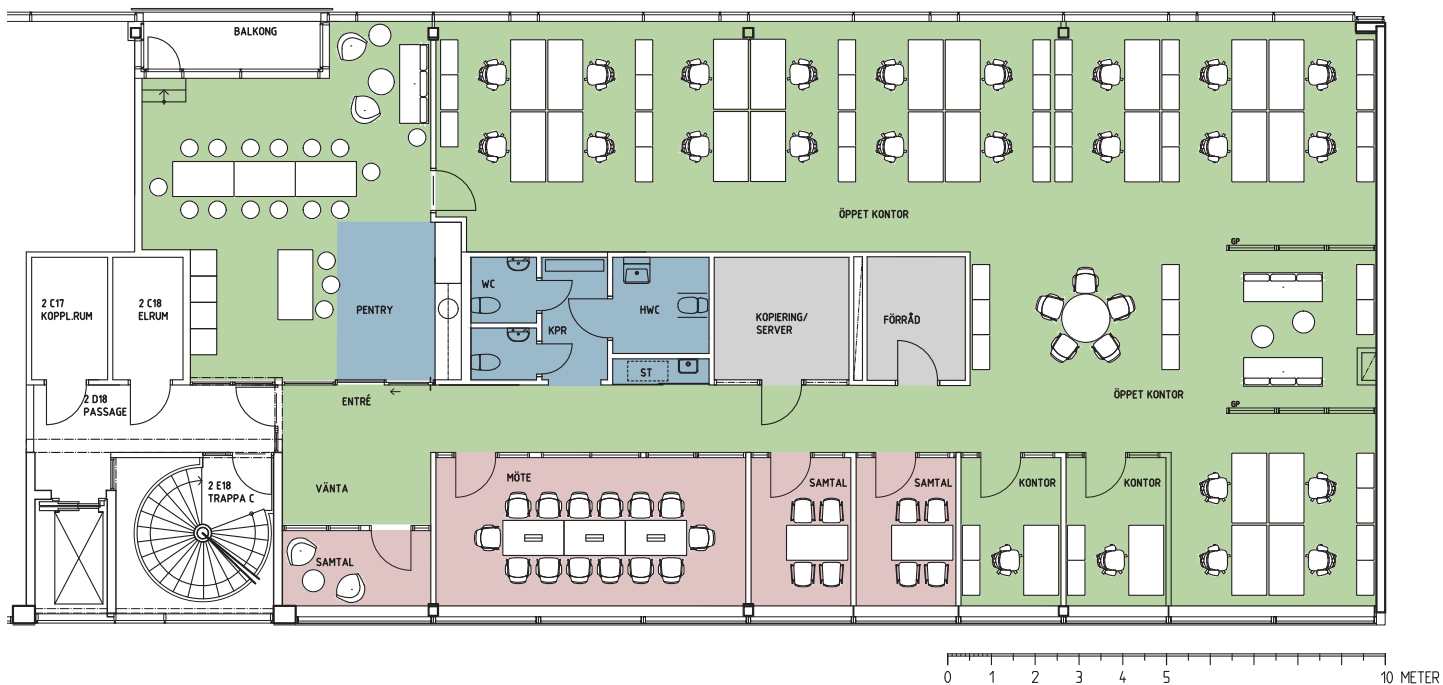 BALKONG
ÖPPET KONTOR
GP
2 C17
KOPPL.RUM
2 C18
ELRUM
PENTRY
WC
KPR
HWC
ST
KOPIERING/
SERVER
FÖRRÅD
ÖPPET KONTOR
GP
2 D18
PASSAGE
ENTRÉ
2 E18
TRAPPA C
VÄNTA
SAMTAL
MÖTE
SAMTAL
SAMTAL
KONTOR
KONTOR
0 1 2 3 4 5 10 METER